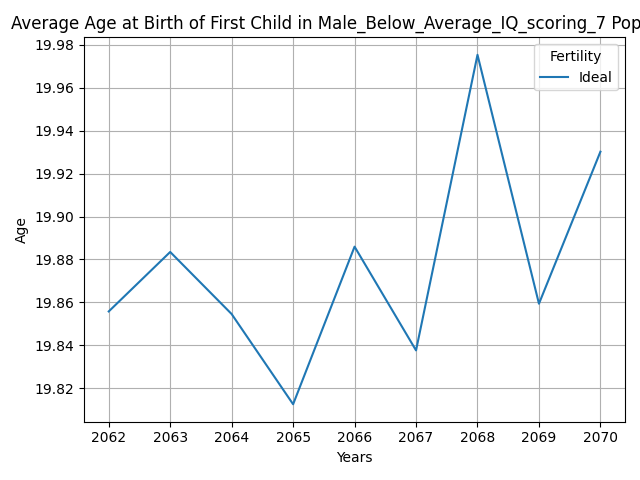 Average Age at Birth of First Child in Male_Below_Average_IQ_scoring_7 Pop
19.98
19.96
19.94
19.92
19.90
19.88
19.86
19.84
19.82
Age
Fertility
Ideal
2062 2063 2064 2065 2066 2067 2068 2069 2070
Years